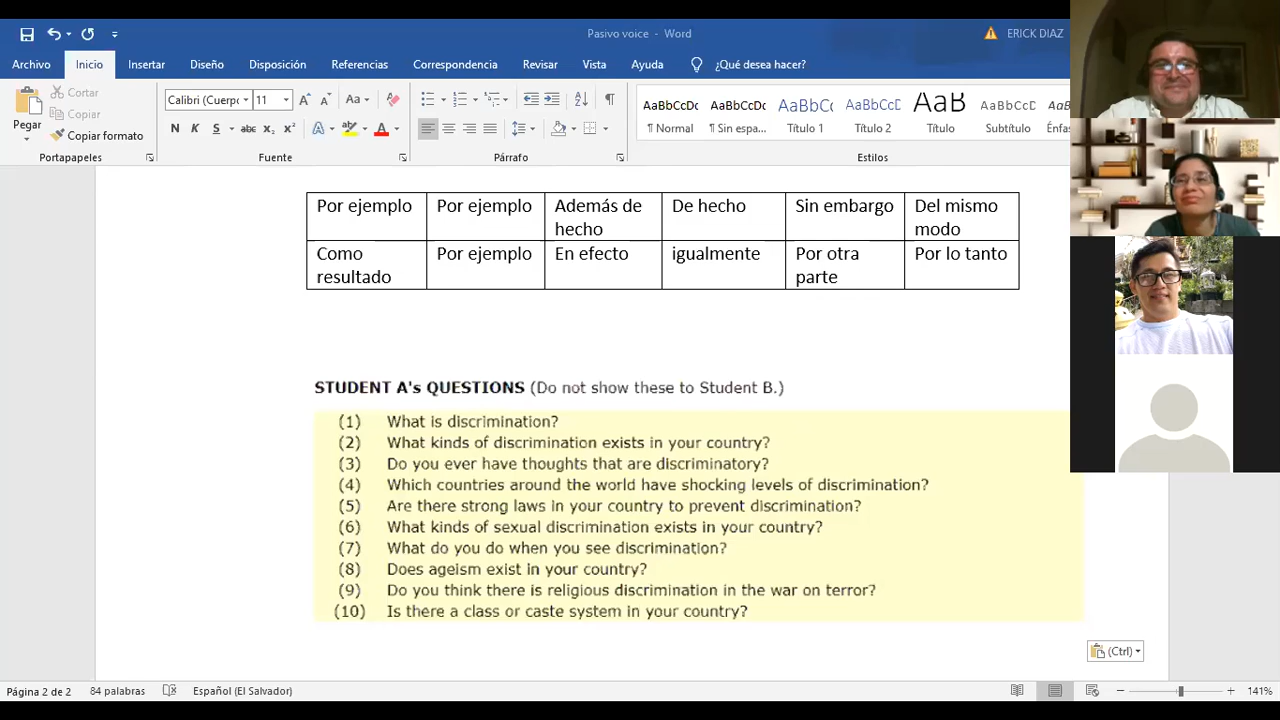 Pasivo voice - Word
ERICK DIAZ
Archivo Inicio Insertar Diseño Disposición Referencias Correspondencia Revisar Vista Ayuda ¿Qué desea hacer?
Pegar
Cortar
Copiar
Copiar formato
Portapapeles
Calibri (Cuerpo 11
N K S abc x₂ x²
Fuente
Párrafo
AaBbCcDc AaBbCcDc AaBbCc AaBbCcD AaB AaBbCcD AaBb
¶ Normal ¶ Sin espa... Título 1 Título 2 Título Subtítulo Énfas
Estilos
Por ejemplo Por ejemplo Además de hecho De hecho Sin embargo Del mismo modo
Como resultado Por ejemplo En efecto igualmente Por otra parte Por lo tanto
STUDENT A's QUESTIONS (Do not show these to Student B.)
(1) What is discrimination?
(2) What kinds of discrimination exists in your country?
(3) Do you ever have thoughts that are discriminatory?
(4) Which countries around the world have shocking levels of discrimination?
(5) Are there strong laws in your country to prevent discrimination?
(6) What kinds of sexual discrimination exists in your country?
(7) What do you do when you see discrimination?
(8) Does ageism exist in your country?
(9) Do you think there is religious discrimination in the war on terror?
(10) Is there a class or caste system in your country?
(Ctrl)
Página 2 de 2 84 palabras Español (El Salvador) 141%